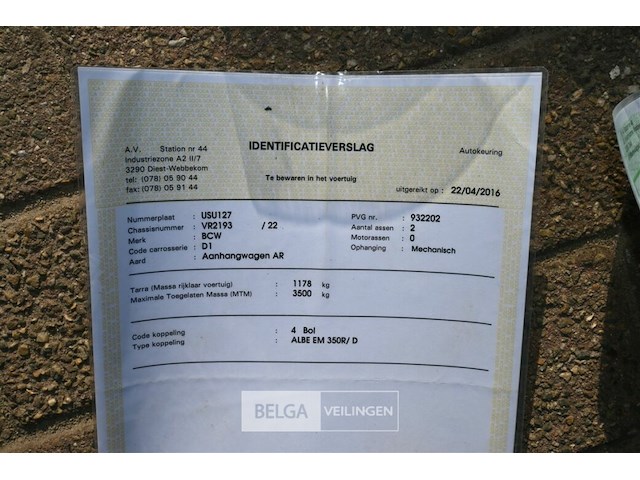 A.V. Station nr 44
Industriezone A2 II/7
3290 Diest-Webbekom
tel: (078) 05 90 44
fax: (078) 05 91 44
IDENTIFICATIEVERSLAG
Autokeuring
Te bewaren in het voertuig
uitgereikt op : 22/04/2016
Nummerplaat : USU127
Chassisnummer : VR2193 / 22
Merk : BCW
Code carrosserie : D1
Aard : Aanhangwagen AR
PVG nr. : 932202
Aantal assen : 2
Motorassen : 0
Ophanging : Mechanisch
Tarra (Massa rijklaar voertuig) : 1178 kg
Maximale Toegelaten Massa (MTM) : 3500 kg
Code koppeling : 4 Bol
Type koppeling : ALBE EM 350R/ D
BELGA VEILINGEN